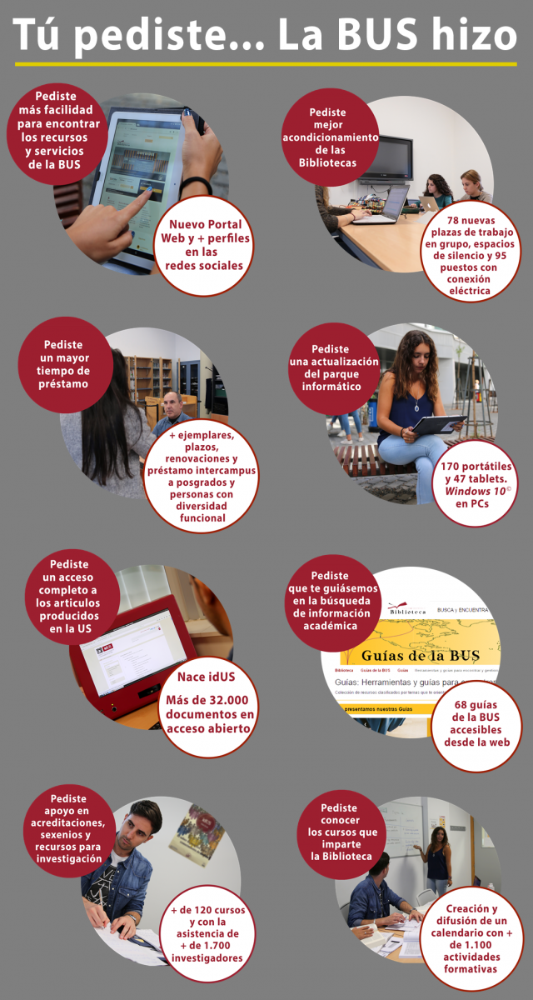 Tú pediste... La BUS hizo
Pediste
más facilidad
para encontrar
los recursos
y servicios
de la BUS
Nuevo Portal
Web y + perfiles
en las
redes sociales
Pediste
mejor
acondicionamiento
de las
Bibliotecas
78 nuevas
plazas de trabajo
en grupo, espacios
de silencio y 95
puestos con
conexión
eléctrica
Pediste
un mayor
tiempo de
préstamo
+ ejemplares,
plazos,
renovaciones y
préstamo intercampus
a posgrados y
personas con
diversidad
funcional
Pediste
una actualización
del parque
informático
170 portátiles
y 47 tablets.
Windows 10©
en PCs
Pediste
un acceso
completo a
los articulos
producidos
en la US
Nace idUS
Más de 32.000
documentos en
acceso abierto
Pediste
que te guiásemos
en la búsqueda
de información
académica
Biblioteca
BUSCA y ENCUENTRA
Guías de la BUS
Biblioteca Guías de la BUS Guías Herramientas y guías para encontrar y
Guías: Herramientas y guías para
Colección de recursos clasificados por temas que te
presentamos nuestras Guías
68 guías
de la BUS
accesibles
desde la web
Pediste
apoyo en
acreditaciones,
sexenios y
recursos para
investigación
+ de 120 cursos
y con la
asistencia de
+ de 1.700
investigadores
Pediste
conocer
los cursos que
imparte
la Biblioteca
Creación y
difusión de un
calendario con +
de 1.100
actividades
formativas